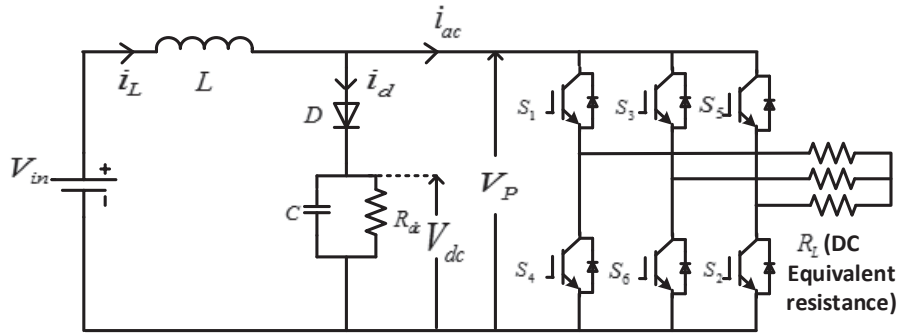 i_ac
i_L
L
i_d
D
S_1
S_3
S_5
V_in
+
V_P
C
R_dc
V_dc
R_L (DC
Equivalent
resistance)
S_4
S_6
S_2